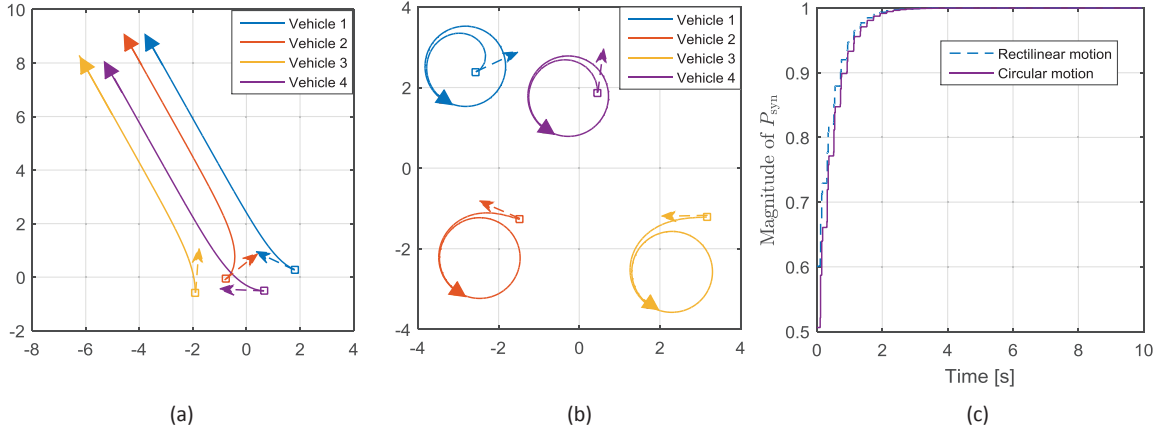 10
8
6
4
2
0
-2
-8
-6
-4
-2
0
2
4
Vehicle 1
Vehicle 2
Vehicle 3
Vehicle 4
(a)
4
2
0
-2
-4
-4
-2
0
2
4
Vehicle 1
Vehicle 2
Vehicle 3
Vehicle 4
(b)
Magnitude of P_syn
1
0.9
0.8
0.7
0.6
0.5
0
2
4
6
8
10
Rectilinear motion
Circular motion
Time [s]
(c)